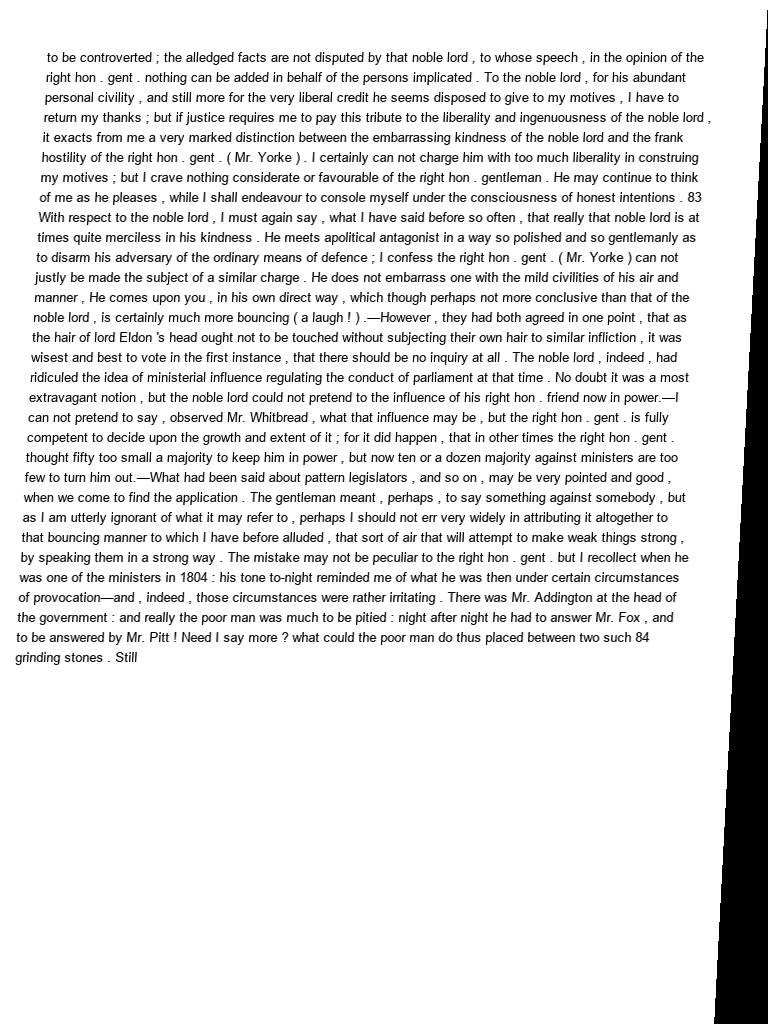 to be controverted ; the alledged facts are not disputed by that noble lord , to whose speech , in the opinion of the
right hon . gent . nothing can be added in behalf of the persons implicated . To the noble lord , for his abundant
personal civility , and still more for the very liberal credit he seems disposed to give to my motives , I have to
return my thanks ; but if justice requires me to pay this tribute to the liberality and ingenuousness of the noble lord ,
it exacts from me a very marked distinction between the embarrassing kindness of the noble lord and the frank
hostility of the right hon . gent . ( Mr. Yorke ) . I certainly can not charge him with too much liberality in construing
my motives ; but I crave nothing considerate or favourable of the right hon . gentleman . He may continue to think
of me as he pleases , while I shall endeavour to console myself under the consciousness of honest intentions . 83
With respect to the noble lord , I must again say , what I have said before so often , that really that noble lord is at
times quite merciless in his kindness . He meets apolitical antagonist in a way so polished and so gentlemanly as
to disarm his adversary of the ordinary means of defence ; I confess the right hon . gent . ( Mr. Yorke ) can not
justly be made the subject of a similar charge . He does not embarrass one with the mild civilities of his air and
manner , He comes upon you , in his own direct way , which though perhaps not more conclusive than that of the
noble lord , is certainly much more bouncing ( a laugh ! ) .—However , they had both agreed in one point , that as
the hair of lord Eldon 's head ought not to be touched without subjecting their own hair to similar infliction , it was
wisest and best to vote in the first instance , that there should be no inquiry at all . The noble lord , indeed , had
ridiculed the idea of ministerial influence regulating the conduct of parliament at that time . No doubt it was a most
extravagant notion , but the noble lord could not pretend to the influence of his right hon . friend now in power.—I
can not pretend to say , observed Mr. Whitbread , what that influence may be , but the right hon . gent . is fully
competent to decide upon the growth and extent of it ; for it did happen , that in other times the right hon . gent .
thought fifty too small a majority to keep him in power , but now ten or a dozen majority against ministers are too
few to turn him out.—What had been said about pattern legislators , and so on , may be very pointed and good ,
when we come to find the application . The gentleman meant , perhaps , to say something against somebody , but
as I am utterly ignorant of what it may refer to , perhaps I should not err very widely in attributing it altogether to
that bouncing manner to which I have before alluded , that sort of air that will attempt to make weak things strong ,
by speaking them in a strong way . The mistake may not be peculiar to the right hon . gent . but I recollect when he
was one of the ministers in 1804 : his tone to-night reminded me of what he was then under certain circumstances
of provocation—and , indeed , those circumstances were rather irritating . There was Mr. Addington at the head of
the government : and really the poor man was much to be pitied : night after night he had to answer Mr. Fox , and
to be answered by Mr. Pitt ! Need I say more ? what could the poor man do thus placed between two such 84
grinding stones . Still